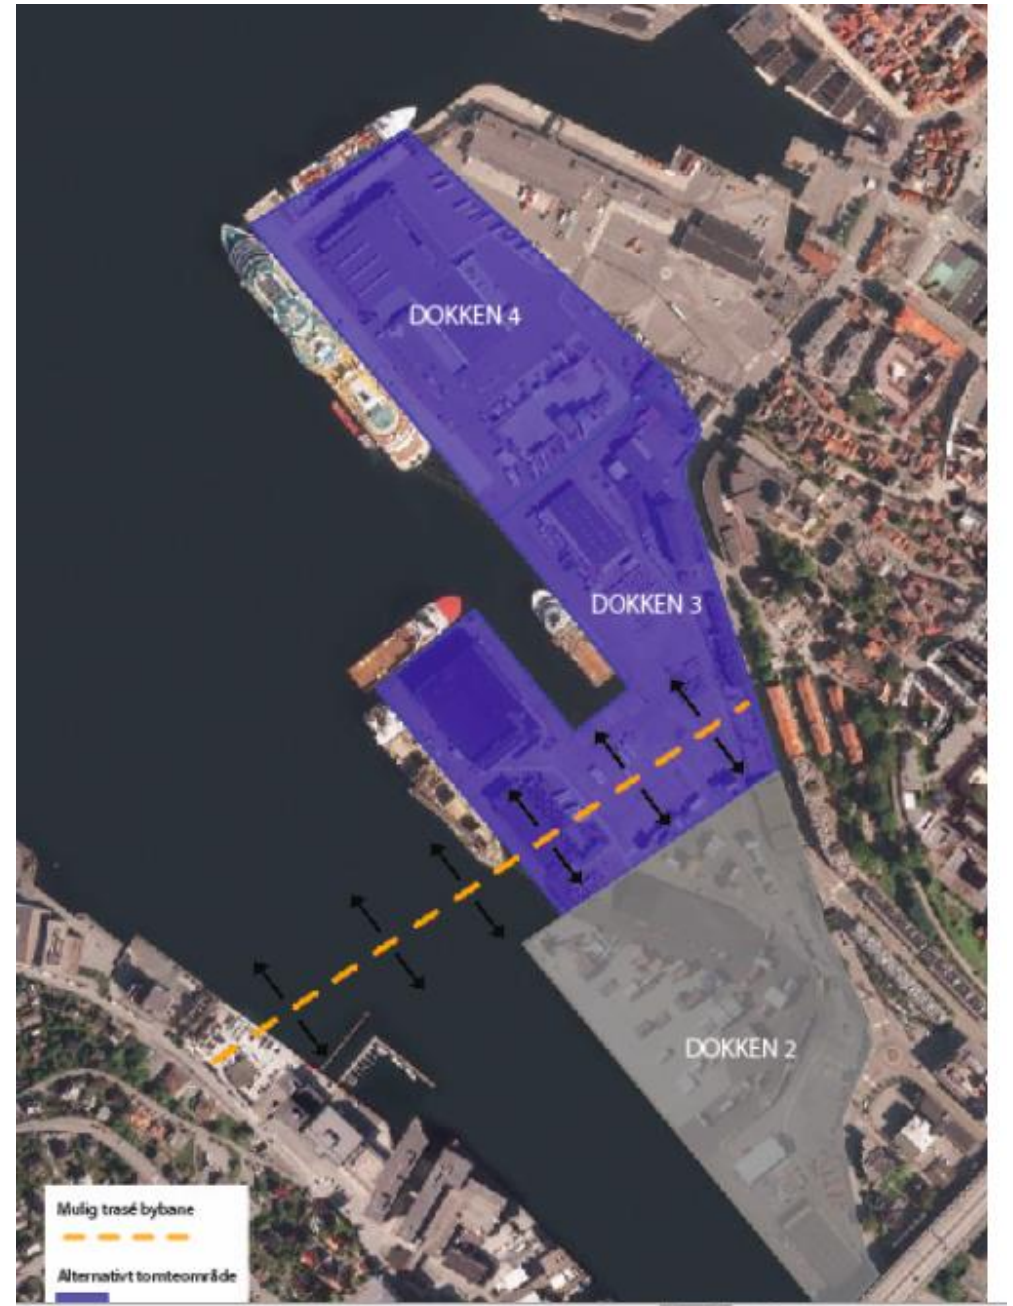 DOKKEN 4
DOKKEN 3
DOKKEN 2
Mulig trasé bybane
Alternativt tomteområde